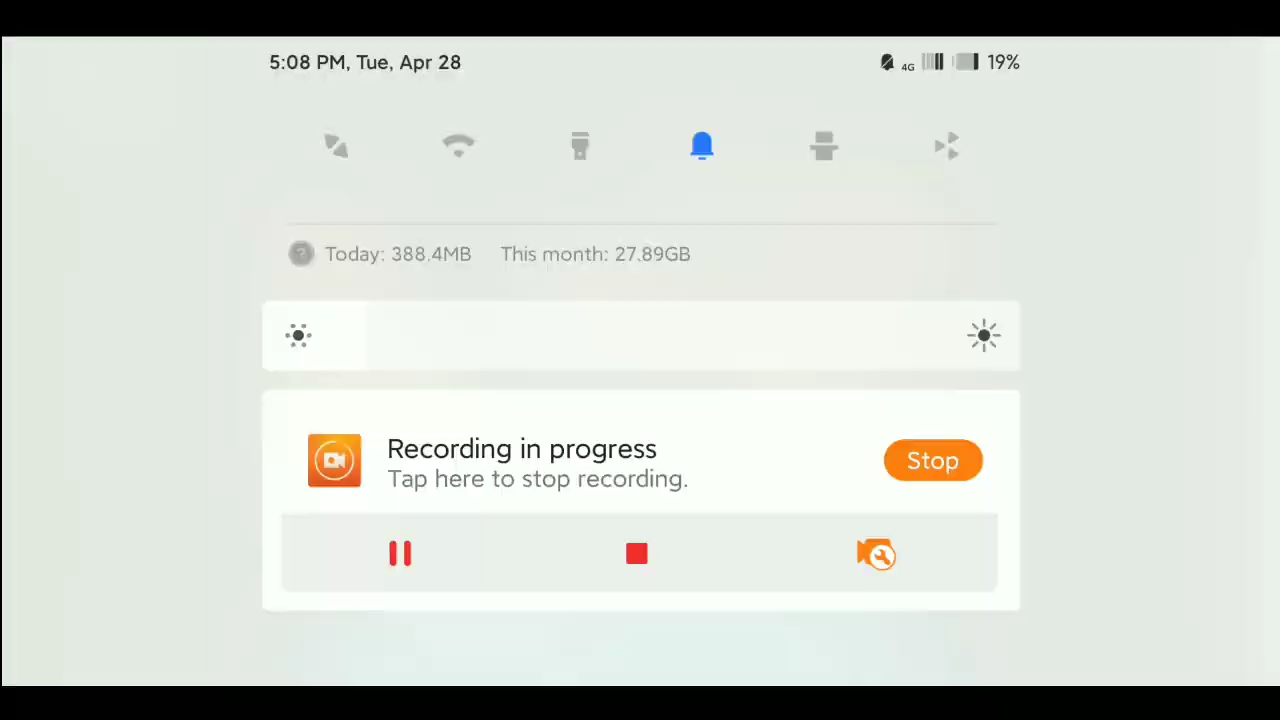 5:08 PM, Tue, Apr 28 4G 19%
Today: 388.4MB This month: 27.89GB
Recording in progress
Tap here to stop recording.
Stop